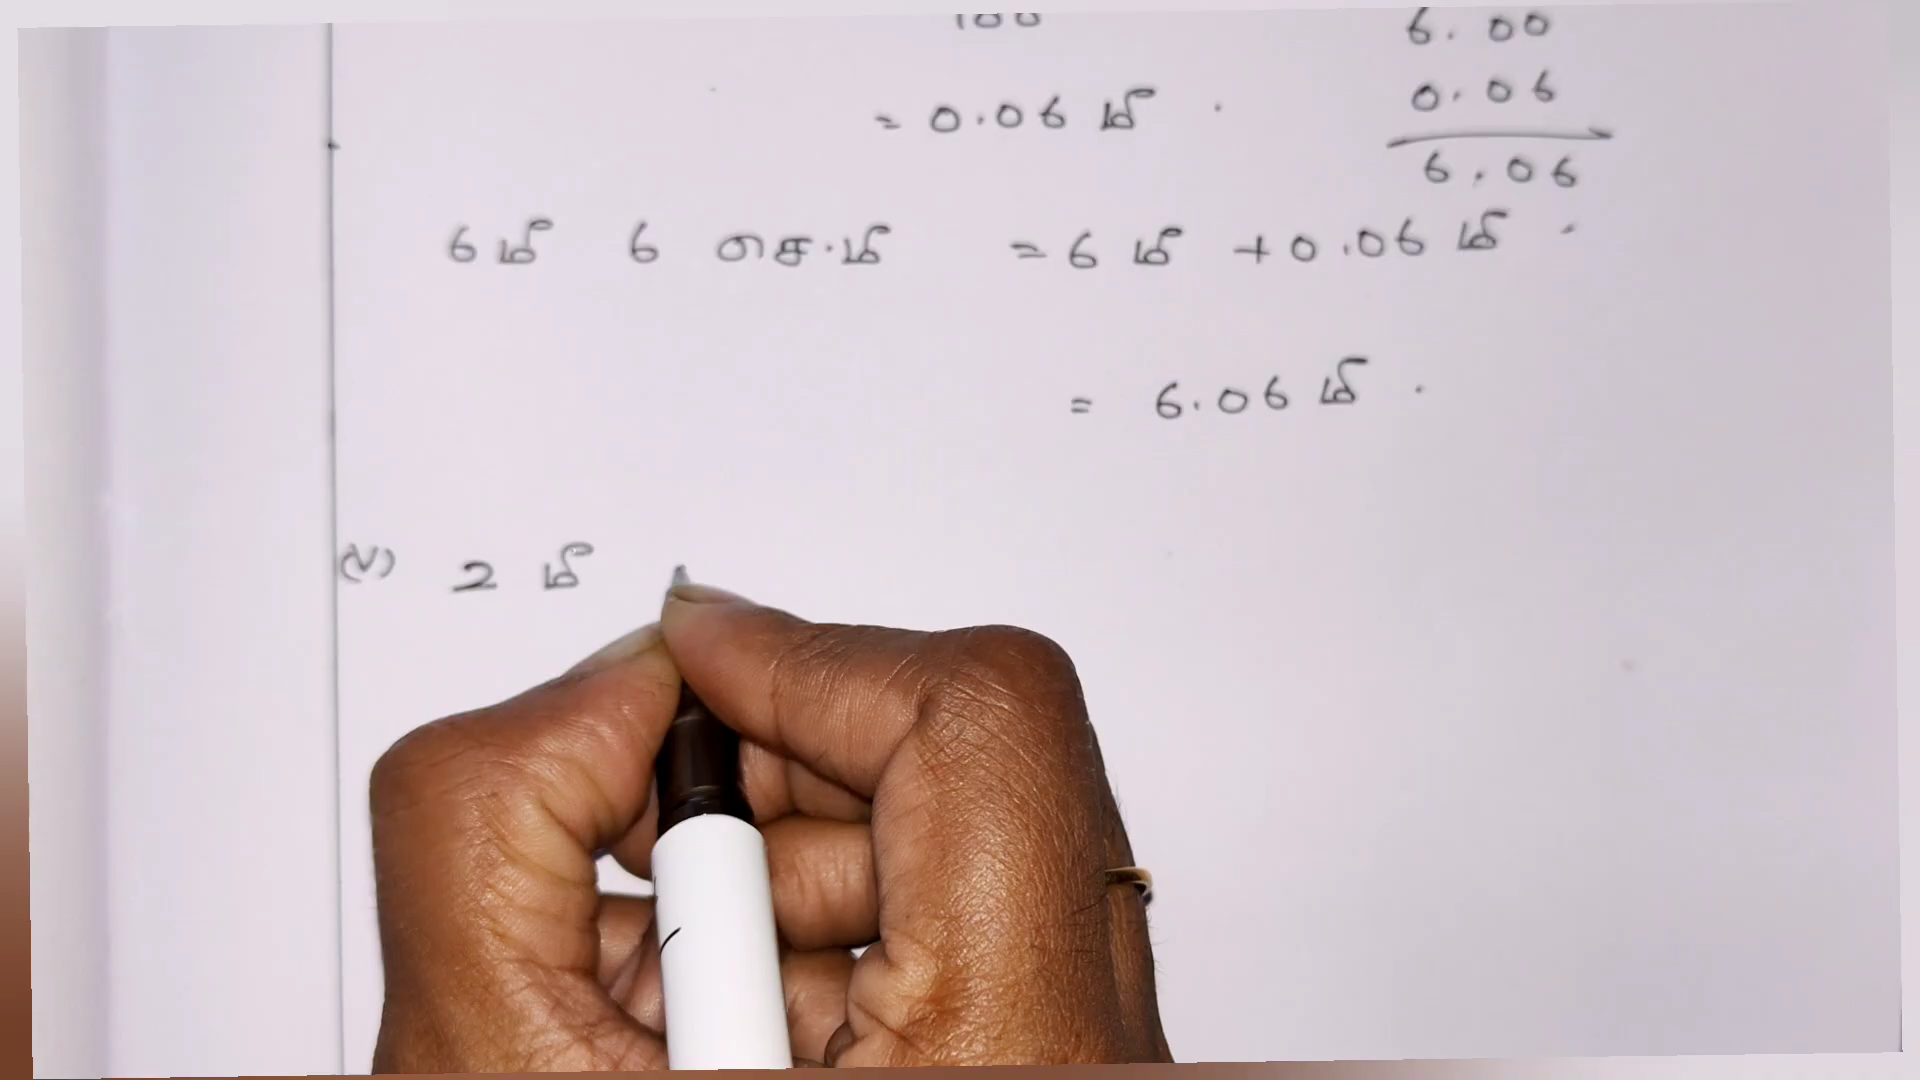 100
6.00
= 0.06 மீ.
0.06
6.06
6 மீ 6 செ.மீ = 6 மீ + 0.06 மீ.
= 6.06 மீ.
(v) 2 மீ